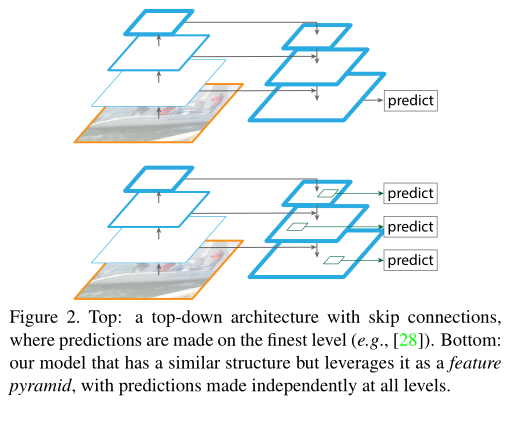 predict
predict
predict
predict
Figure 2. Top: a top-down architecture with skip connections,
where predictions are made on the finest level (e.g., [28]). Bottom:
our model that has a similar structure but leverages it as a feature
pyramid, with predictions made independently at all levels.